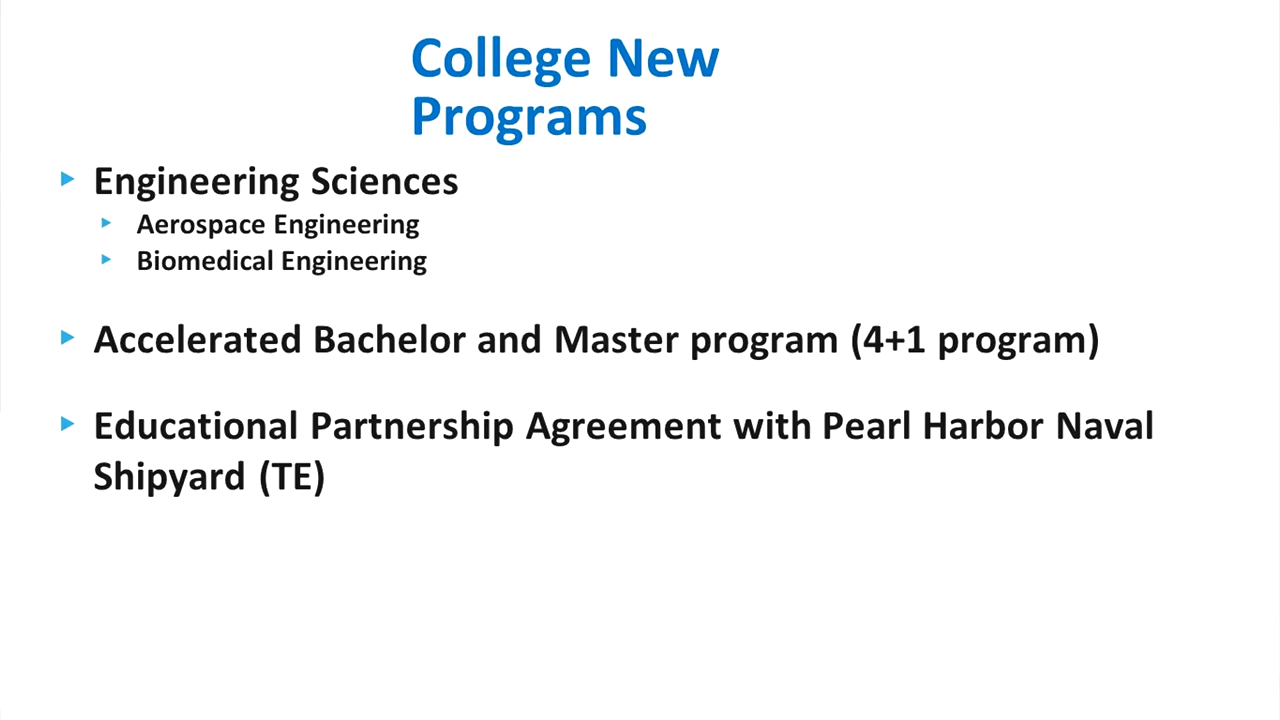 College New
Programs
Engineering Sciences
Aerospace Engineering
Biomedical Engineering
Accelerated Bachelor and Master program (4+1 program)
Educational Partnership Agreement with Pearl Harbor Naval
Shipyard (TE)